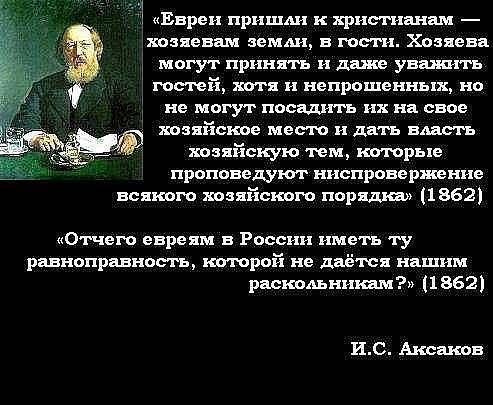 «Евреи пришли к христианам —
хозяевам земли, в гости. Хозяева
могут принять и даже уважить
гостей, хотя и непрошенных, но
не могут посадить их на свое
хозяйское место и дать власть
хозяйскую тем, которые
проповедуют ниспровержение
всякого хозяйского порядка» (1862)
«Отчего евреям в России иметь ту
равноправность, которой не даётся нашим
раскольникам?» (1862)
И.С. Аксаков